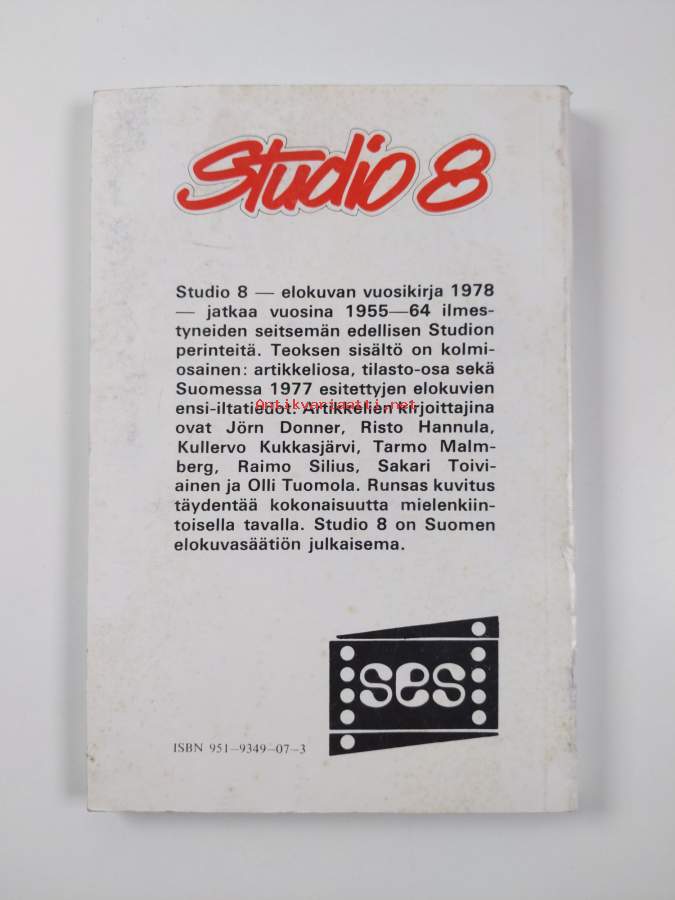 Studio 8
Studio 8 — elokuvan vuosikirja 1978
— jatkaa vuosina 1955—64 ilmes-
tyneiden seitsemän edellisen Studion
perinteitä. Teoksen sisältö on kolmi-
osainen: artikkeliosa, tilasto-osa sekä
Suomessa 1977 esitettyjen elokuvien
ensi-iltatiedot. Artikkelien kirjoittajina
Antikvariaatti.net
ovat Jörn Donner, Risto Hannula,
Kullervo Kukkasjärvi, Tarmo Malm-
berg, Raimo Silius, Sakari Toivi-
ainen ja Olli Tuomola. Runsas kuvitus
täydentää kokonaisuutta mielenkiin-
toisella tavalla. Studio 8 on Suomen
elokuvasäätiön julkaisema.
ses
ISBN 951—9349—07—3